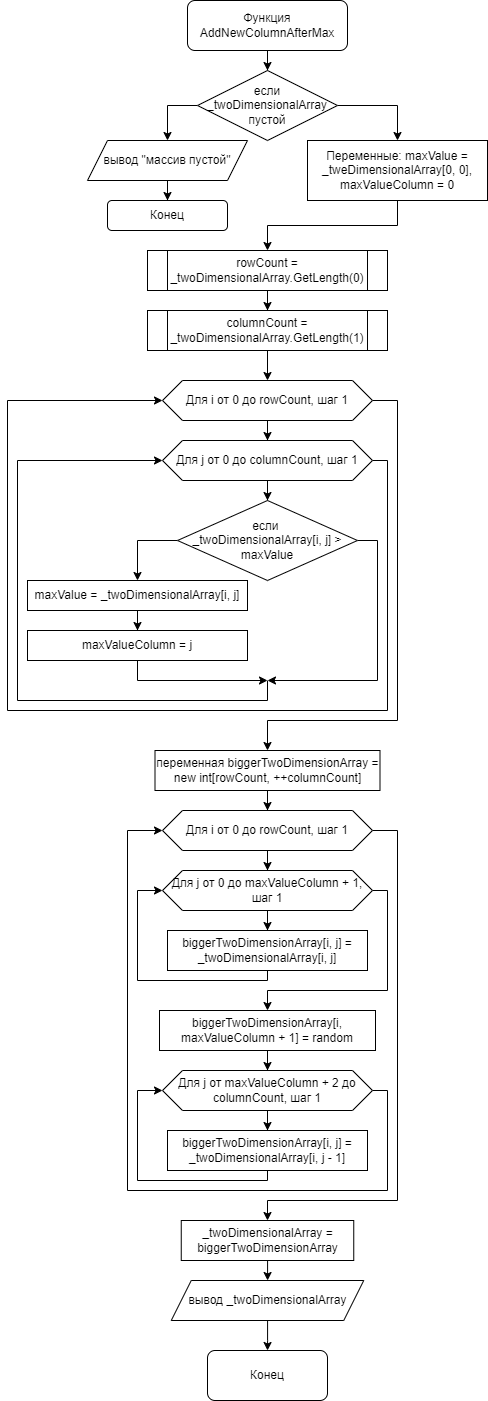 Функция
AddNewColumnAfterMax
если
_twoDimensionalArray
пустой
вывод "массив пустой"
Переменные: maxValue =
_tweDimensionalArray[0, 0],
maxValueColumn = 0
Конец
rowCount =
_twoDimensionalArray.GetLength(0)
columnCount =
_twoDimensionalArray.GetLength(1)
Для i от 0 до rowCount, шаг 1
Для j от 0 до columnCount, шаг 1
если
_twoDimensionalArray[i, j] >
maxValue
maxValue = _twoDimensionalArray[i, j]
maxValueColumn = j
переменная biggerTwoDimensionArray =
new int[rowCount, ++columnCount]
Для i от 0 до rowCount, шаг 1
Для j от 0 до maxValueColumn + 1,
шаг 1
biggerTwoDimensionArray[i, j] =
_twoDimensionalArray[i, j]
biggerTwoDimensionArray[i,
maxValueColumn + 1] = random
Для j от maxValueColumn + 2 до
columnCount, шаг 1
biggerTwoDimensionArray[i, j] =
_twoDimensionalArray[i, j - 1]
_twoDimensionalArray =
biggerTwoDimensionArray
вывод _twoDimensionalArray
Конец